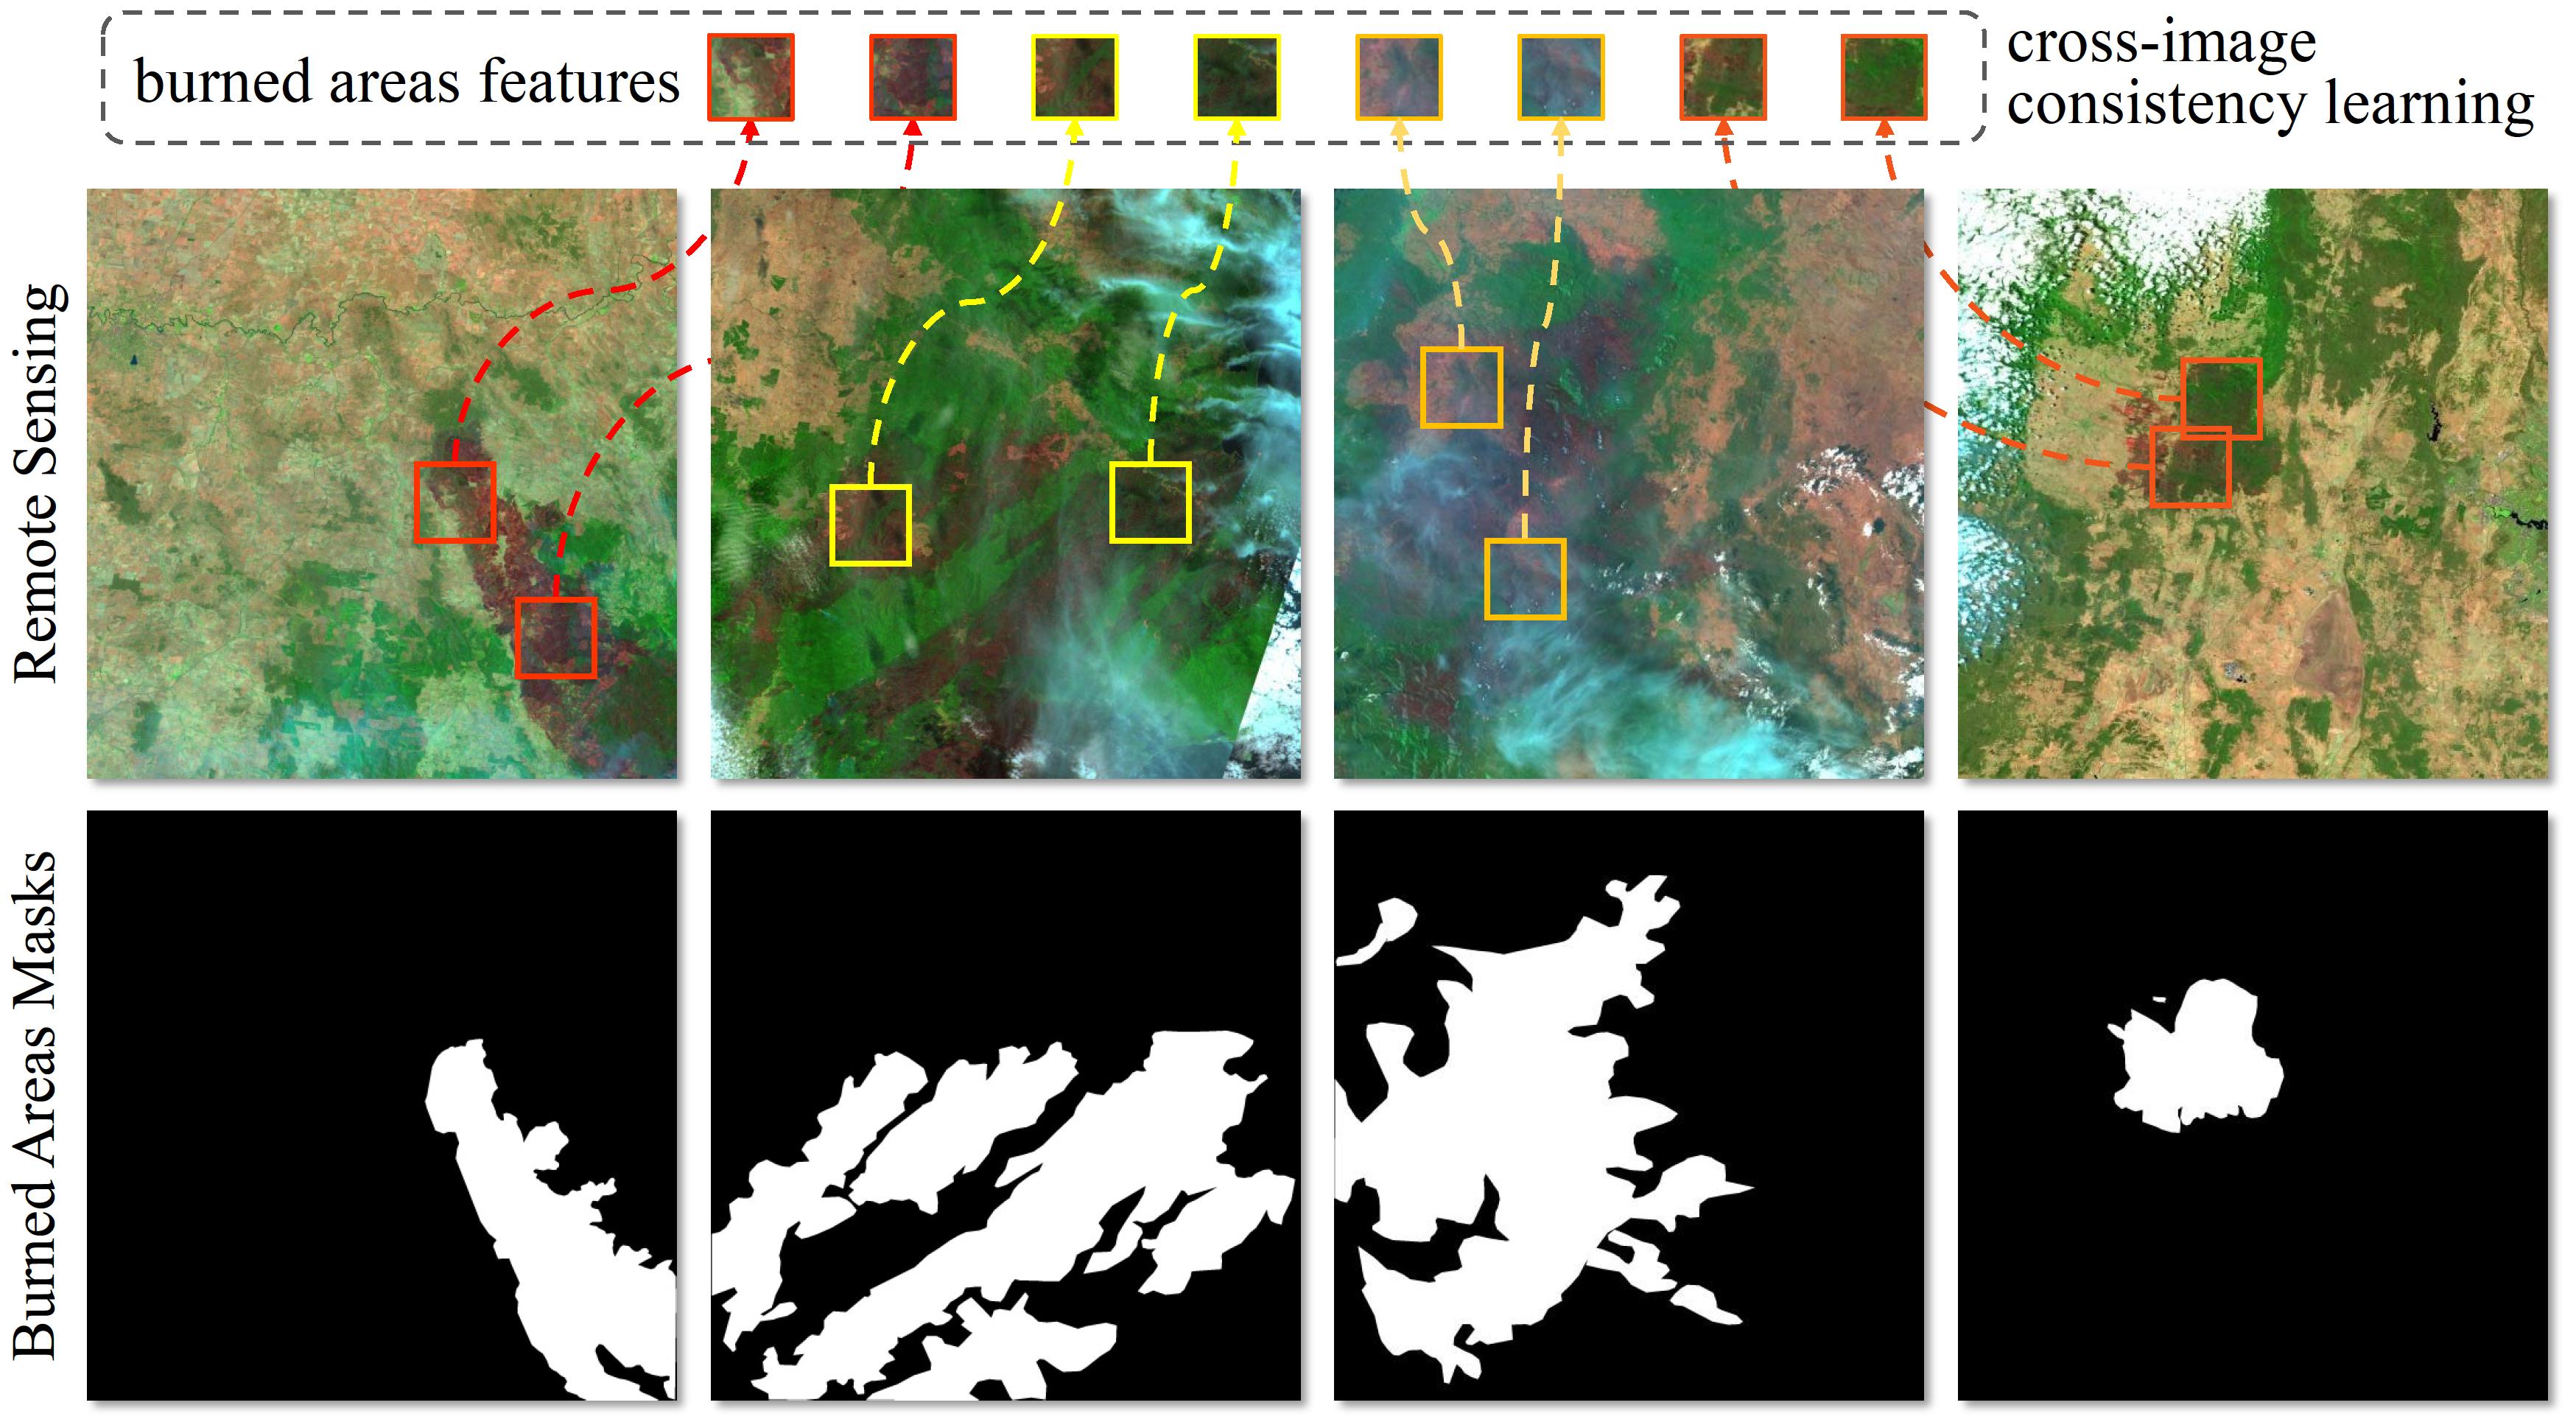 burned areas features
cross-image
consistency learning
Remote Sensing
Burned Areas Masks